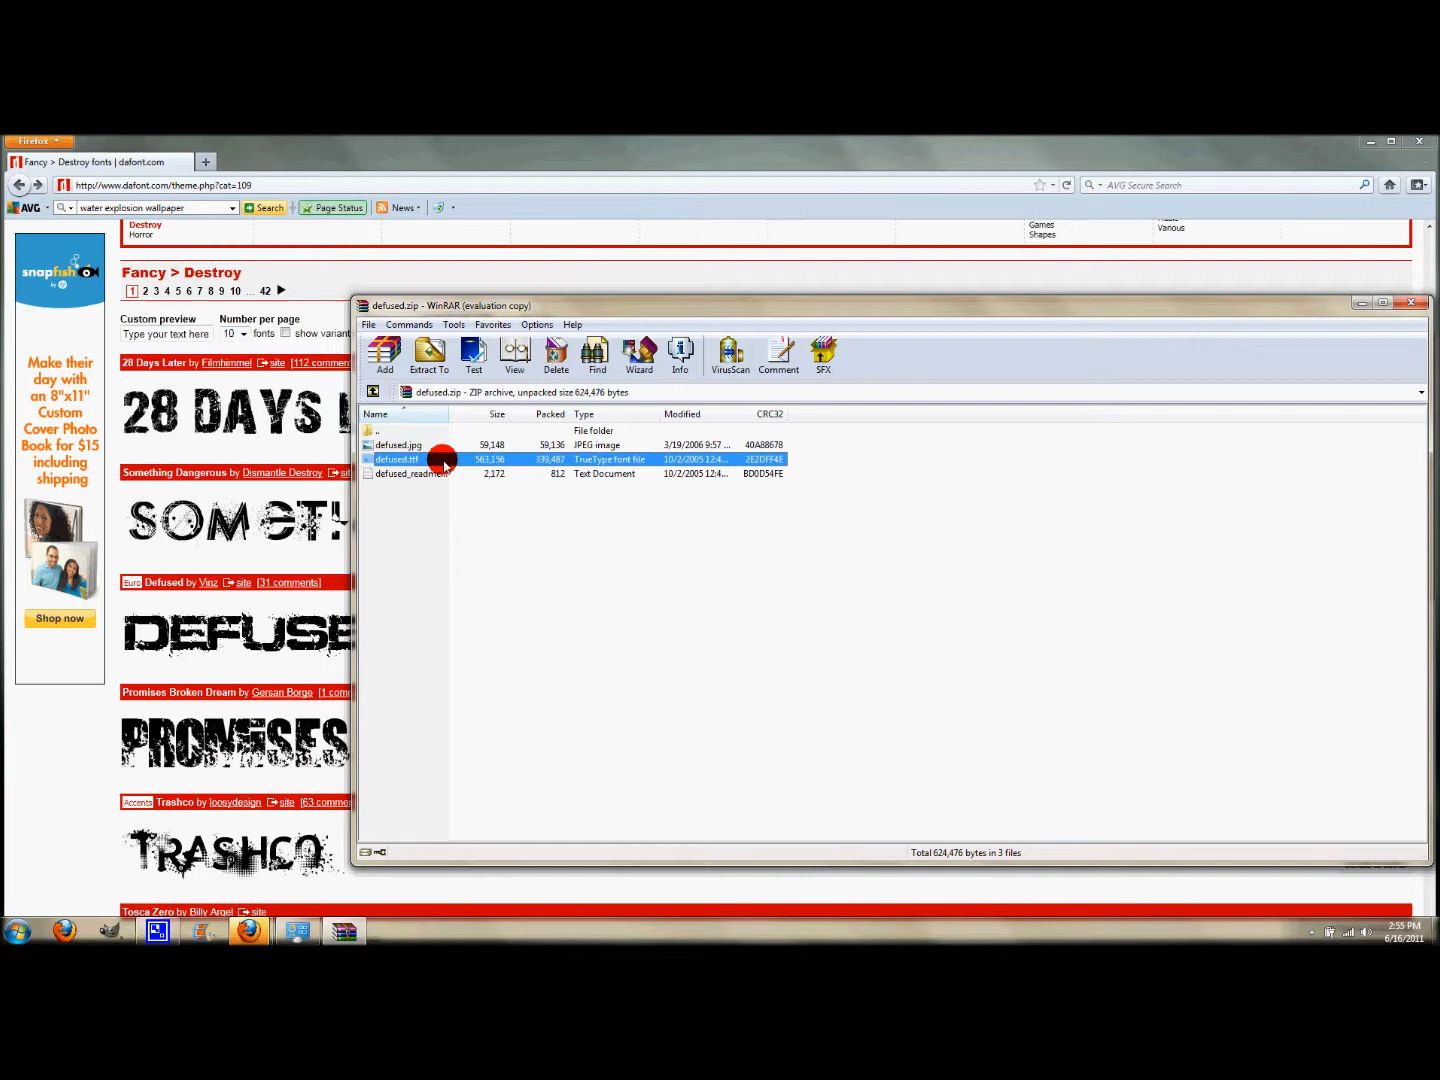 Firefox
Fancy > Destroy fonts | dafont.com
http://www.dafont.com/theme.php?cat=109
AVG Secure Search
AVG
water explosion wallpaper
Search
Page Status
News
Destroy
Horror
Games
Shapes
Various
Fancy > Destroy
1 2 3 4 5 6 7 8 9 10 ... 42
Custom preview
Number per page
Type your text here
10 fonts
show variant
snapfish
by
Make their
day with
an 8"x11"
Custom
Cover Photo
Book for $15
including
shipping
Shop now
28 Days Later by Filmhimmel site [112 commen
28 DAYS L
Something Dangerous by Dismantle Destroy sit
SOMETH
Euro Defused by Vinz site [31 comments]
DEFUSE
Promises Broken Dream by Gersan Borge [1 com
PROMISES
Accents Trashco by loosydesign site [63 comme
TRASHCO
Tosca Zero by Billy Argel site
defused.zip - WinRAR (evaluation copy)
File Commands Tools Favorites Options Help
Add Extract To Test View Delete Find Wizard Info VirusScan Comment SFX
defused.zip - ZIP archive, unpacked size 624,476 bytes
Name Size Packed Type Modified CRC32
.. File folder
defused.jpg 59,148 59,136 JPEG image 3/19/2006 9:57 ... 40A88678
defused.ttf 563,156 339,487 TrueType font file 10/2/2005 12:4... 2E2DFF4E
defused_readme... 2,172 812 Text Document 10/2/2005 12:4... BD0D54FE
Total 624,476 bytes in 3 files
2:55 PM
6/16/2011